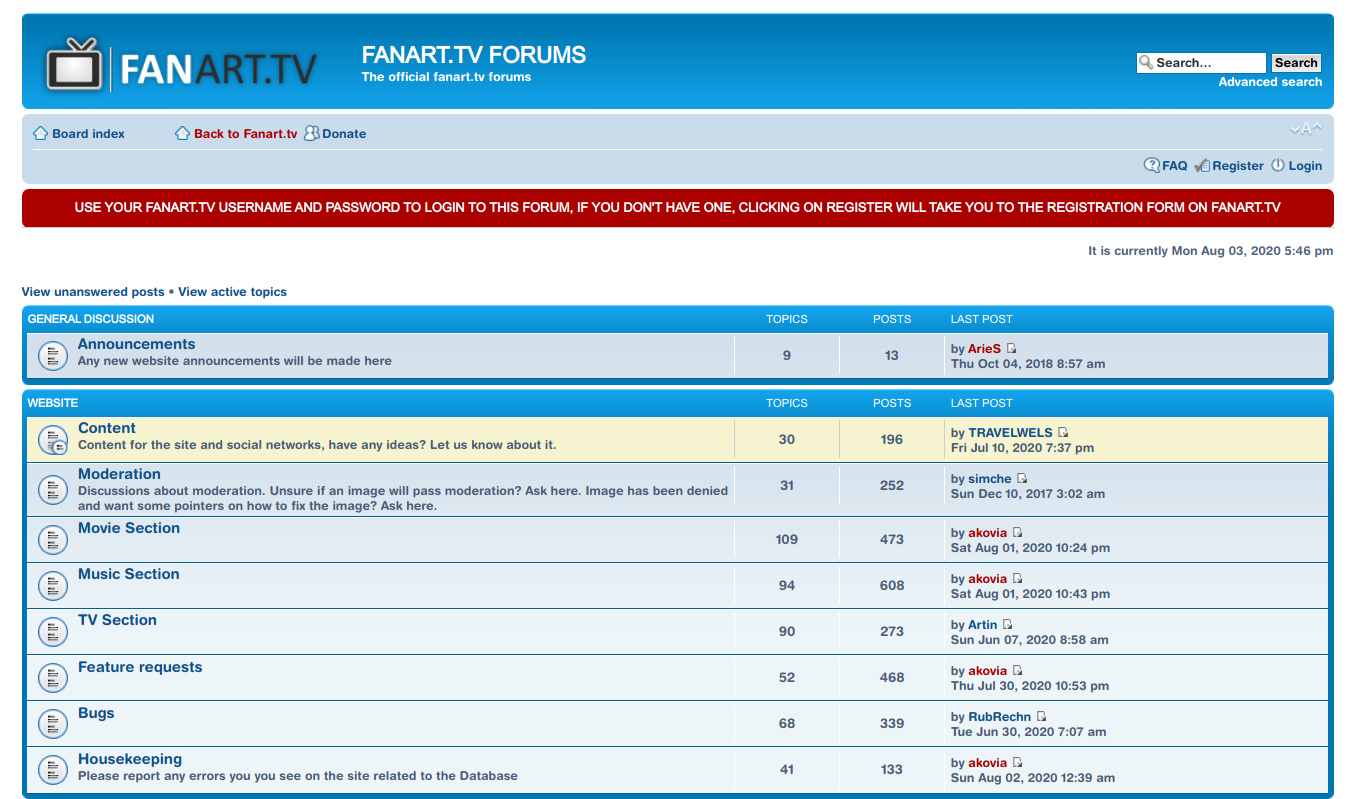 FANART.TV
FANART.TV FORUMS
The official fanart.tv forums
Search...
Search
Advanced search
Board index
Back to Fanart.tv
Donate
A
FAQ
Register
Login
USE YOUR FANART.TV USERNAME AND PASSWORD TO LOGIN TO THIS FORUM, IF YOU DON'T HAVE ONE, CLICKING ON REGISTER WILL TAKE YOU TO THE REGISTRATION FORM ON FANART.TV
It is currently Mon Aug 03, 2020 5:46 pm
View unanswered posts • View active topics
GENERAL DISCUSSION TOPICS POSTS LAST POST
Announcements
Any new website announcements will be made here
9 13
by ArieS
Thu Oct 04, 2018 8:57 am
WEBSITE TOPICS POSTS LAST POST
Content
Content for the site and social networks, have any ideas? Let us know about it.
30 196
by TRAVELWELS
Fri Jul 10, 2020 7:37 pm
Moderation
Discussions about moderation. Unsure if an image will pass moderation? Ask here. Image has been denied
and want some pointers on how to fix the image? Ask here.
31 252
by simche
Sun Dec 10, 2017 3:02 am
Movie Section
109 473
by akovia
Sat Aug 01, 2020 10:24 pm
Music Section
94 608
by akovia
Sat Aug 01, 2020 10:43 pm
TV Section
90 273
by Artin
Sun Jun 07, 2020 8:58 am
Feature requests
52 468
by akovia
Thu Jul 30, 2020 10:53 pm
Bugs
68 339
by RubRechn
Tue Jun 30, 2020 7:07 am
Housekeeping
Please report any errors you you see on the site related to the Database
41 133
by akovia
Sun Aug 02, 2020 12:39 am